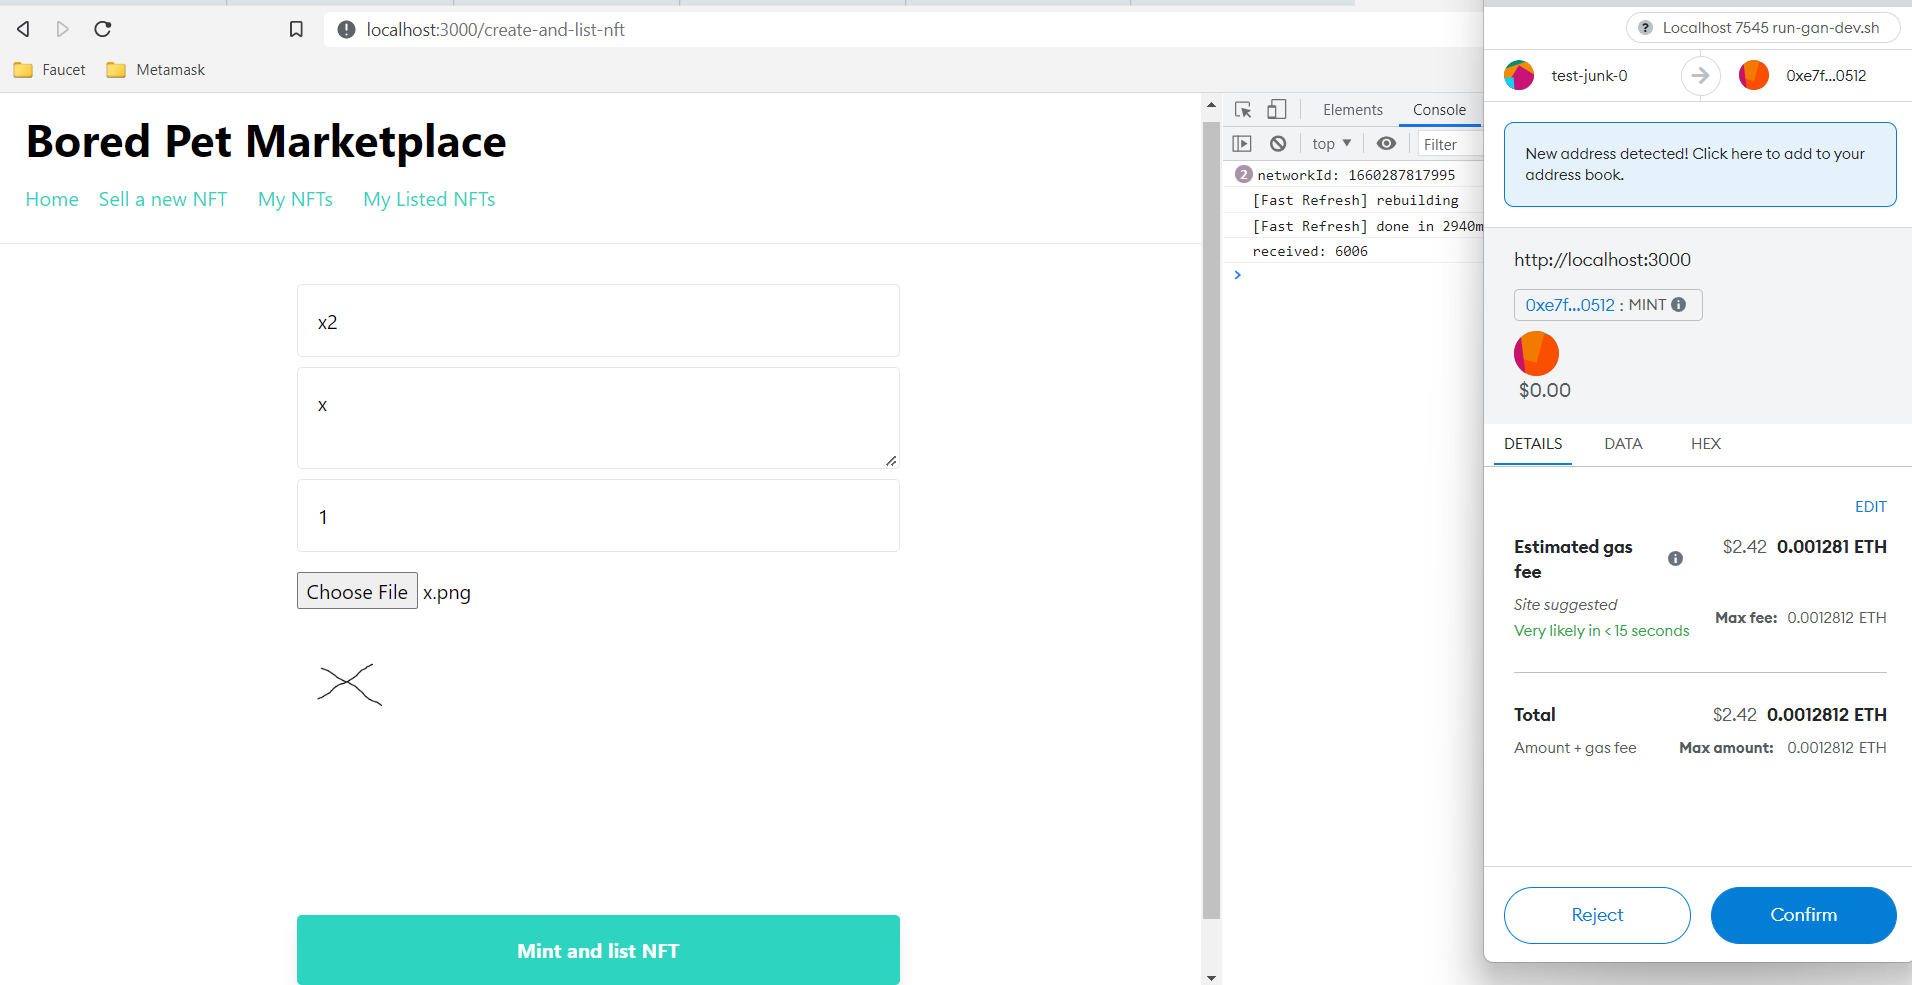 localhost:3000/create-and-list-nft
Faucet
Metamask
Bored Pet Marketplace
Home
Sell a new NFT
My NFTs
My Listed NFTs
x2
x
1
Choose File x.png
Mint and list NFT
Elements
Console
top
Filter
2 networkId: 1660287817995
[Fast Refresh] rebuilding
[Fast Refresh] done in 2940m
received: 6006
Localhost 7545 run-gan-dev.sh
test-junk-0
0xe7f...0512
New address detected! Click here to add to your
address book.
http://localhost:3000
0xe7f...0512 : MINT
$0.00
DETAILS
DATA
HEX
EDIT
Estimated gas
fee
$2.42 0.001281 ETH
Site suggested
Very likely in < 15 seconds
Max fee: 0.0012812 ETH
Total
$2.42 0.0012812 ETH
Amount + gas fee
Max amount: 0.0012812 ETH
Reject
Confirm